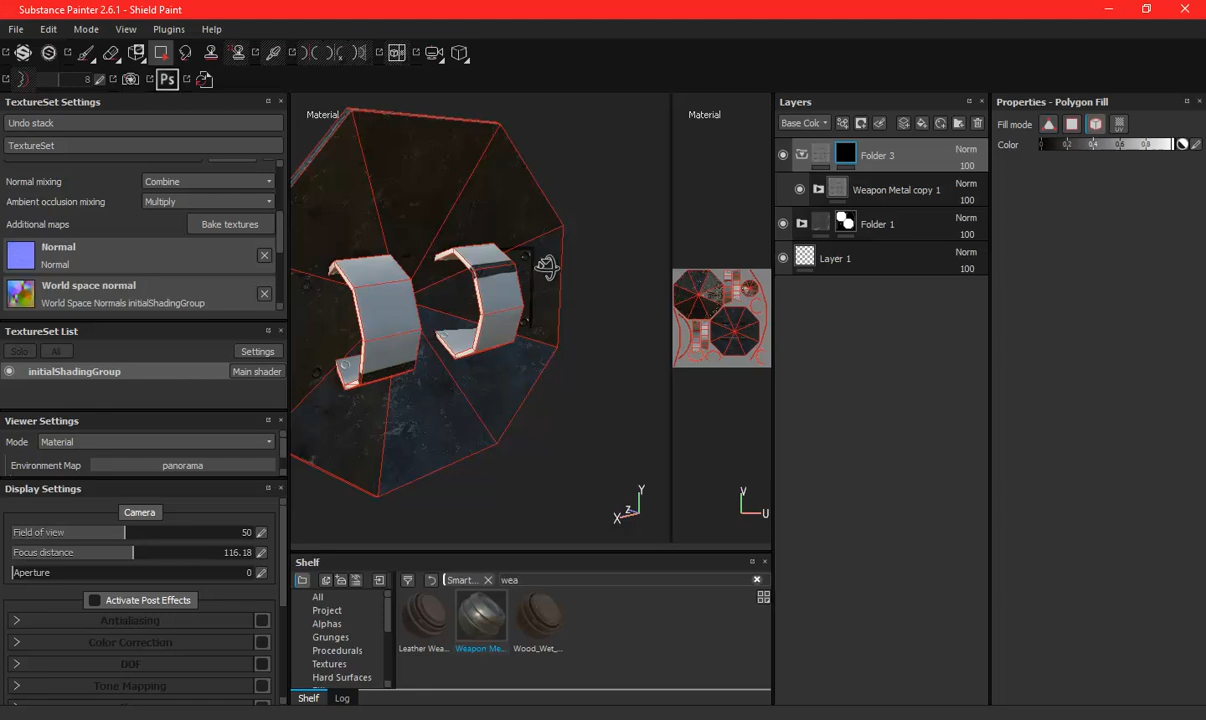 Substance Painter 2.6.1 - Shield Paint
File Edit Mode View Plugins Help
8
Ps
TextureSet Settings
Undo stack
TextureSet
Normal mixing Combine
Ambient occlusion mixing Multiply
Additional maps Bake textures
Normal
Normal
World space normal
World Space Normals initialShadingGroup
TextureSet List
Solo All Settings
initialShadingGroup Main shader
Viewer Settings
Mode Material
Environment Map panorama
Display Settings
Camera
Field of view 50
Focus distance 116.18
Aperture 0
Activate Post Effects
Antialiasing
Color Correction
DOF
Tone Mapping
Material
Y
X Z
Material
V
U
Shelf
Smart... wea
All
Project
Alphas
Grunges
Procedurals
Textures
Hard Surfaces
Leather Wea... Weapon Me... Wood_Wet_...
Shelf Log
Layers
Base Col
Folder 3 Norm
100
Weapon Metal copy 1 Norm
100
Folder 1 Norm
100
Layer 1 Norm
100
Properties - Polygon Fill
Fill mode UV
Color 0.2 0.4 0.6 0.8